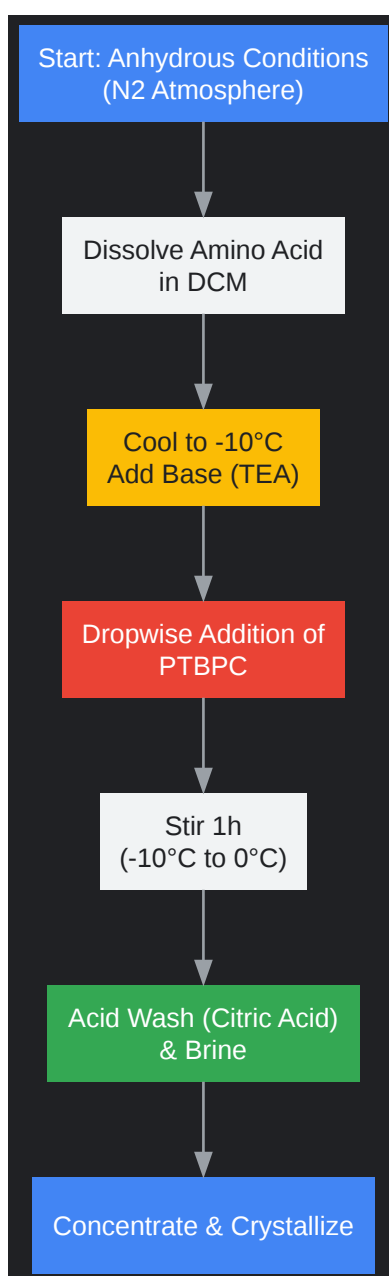 Start: Anhydrous Conditions
(N2 Atmosphere)
Dissolve Amino Acid
in DCM
Cool to -10°C
Add Base (TEA)
Dropwise Addition of
PTBPC
Stir 1h
(-10°C to 0°C)
Acid Wash (Citric Acid)
& Brine
Concentrate & Crystallize